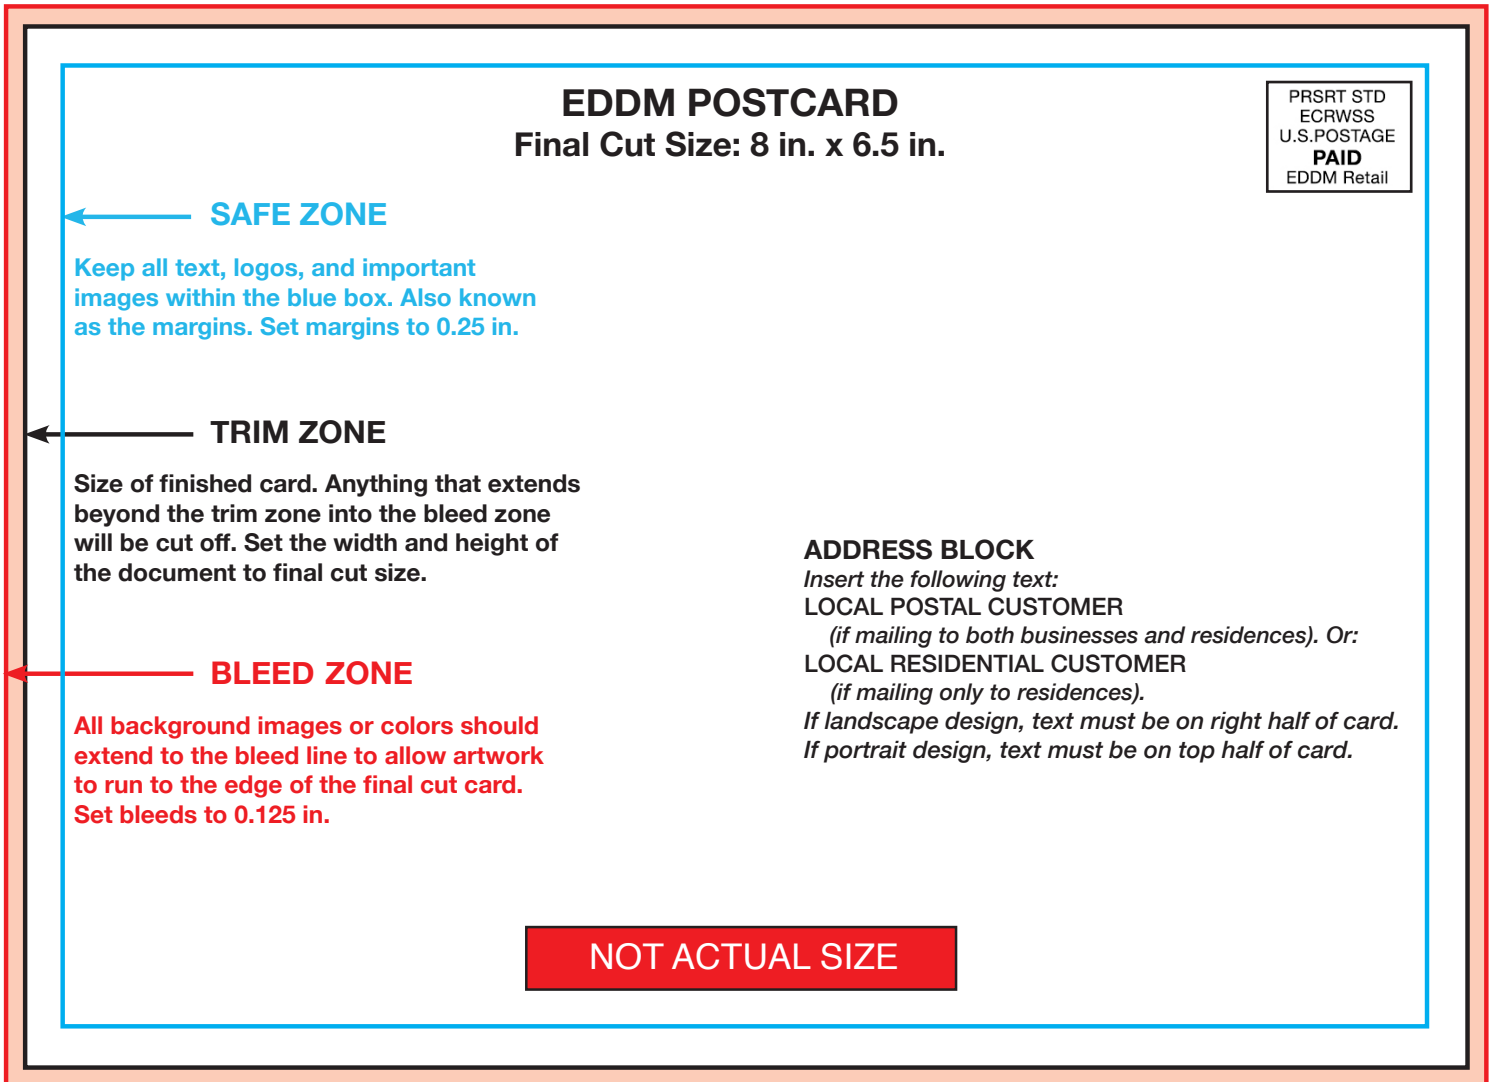 EDDM POSTCARD
Final Cut Size: 8 in. x 6.5 in.
PRSRT STD
ECRWSS
U.S.POSTAGE
PAID
EDDM Retail
SAFE ZONE
Keep all text, logos, and important
images within the blue box. Also known
as the margins. Set margins to 0.25 in.
TRIM ZONE
Size of finished card. Anything that extends
beyond the trim zone into the bleed zone
will be cut off. Set the width and height of
the document to final cut size.
BLEED ZONE
All background images or colors should
extend to the bleed line to allow artwork
to run to the edge of the final cut card.
Set bleeds to 0.125 in.
ADDRESS BLOCK
Insert the following text:
LOCAL POSTAL CUSTOMER
(if mailing to both businesses and residences). Or:
LOCAL RESIDENTIAL CUSTOMER
(if mailing only to residences).
If landscape design, text must be on right half of card.
If portrait design, text must be on top half of card.
NOT ACTUAL SIZE